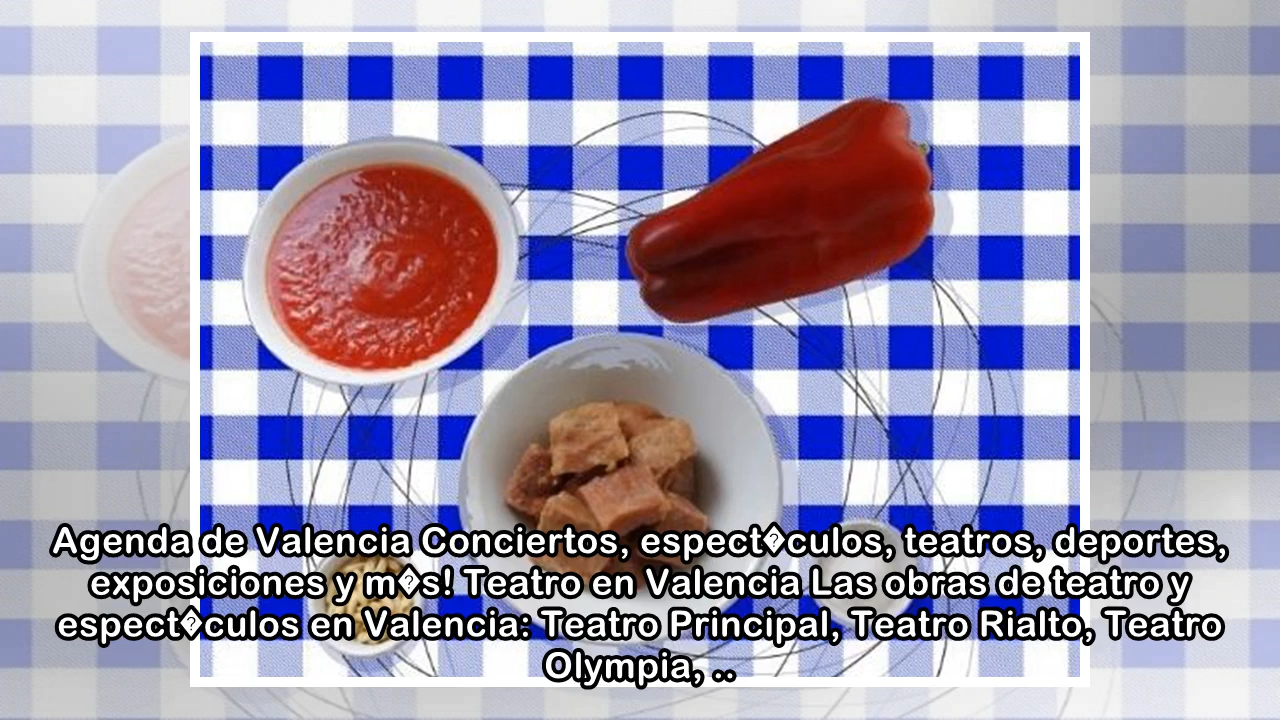 Agenda de Valencia Conciertos, espect�culos, teatros, deportes,
exposiciones y m�s! Teatro en Valencia Las obras de teatro y
espect�culos en Valencia: Teatro Principal, Teatro Rialto, Teatro
Olympia, ..